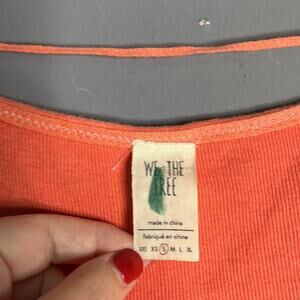 WE THE
FREE
made in china
fabriqué en chine
XXS XS S M L XL